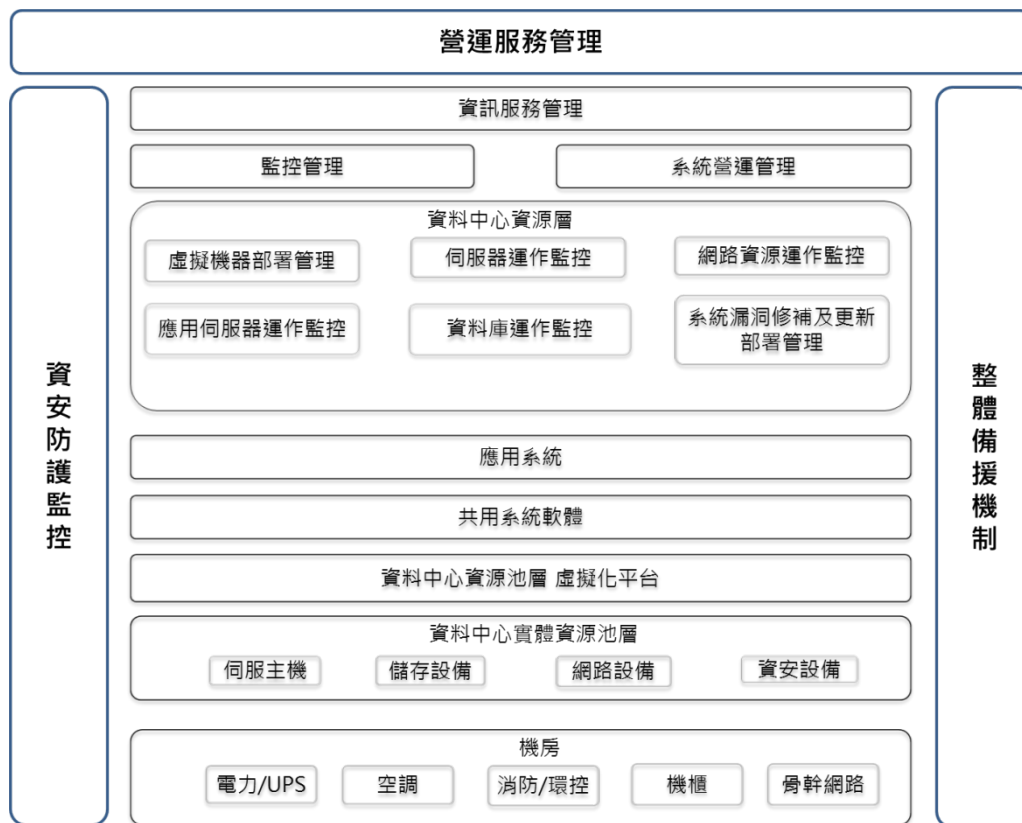 營運服務管理
資安防護監控
資訊服務管理
監控管理
系統營運管理
資料中心資源層
虛擬機器部署管理
伺服器運作監控
網路資源運作監控
應用伺服器運作監控
資料庫運作監控
系統漏洞修補及更新
部署管理
應用系統
共用系統軟體
資料中心資源池層 虛擬化平台
資料中心實體資源池層
伺服主機
儲存設備
網路設備
資安設備
機房
電力/UPS
空調
消防/環控
機櫃
骨幹網路
整體備援機制